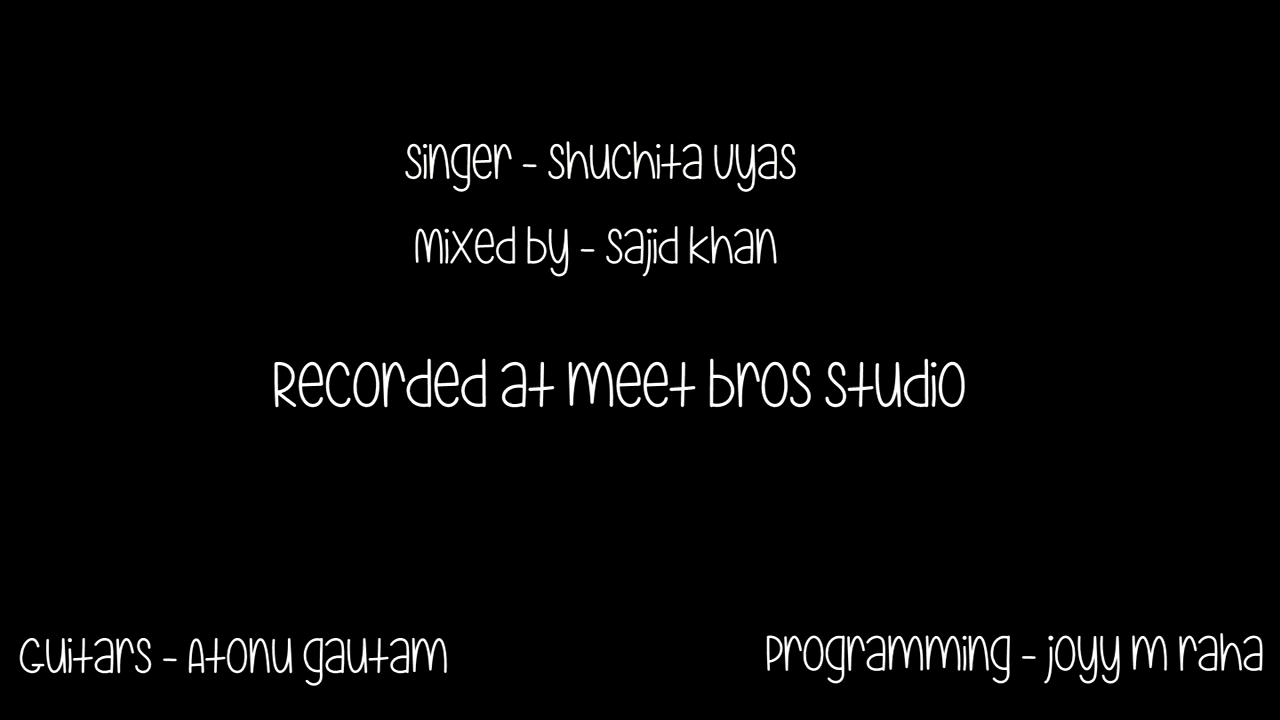 Singer - Shuchita Vyas
Mixed by - Sajid Khan
Recorded at Meet Bros Studio
Guitars - Atonu Gautam
Programming - Joyy M Raha